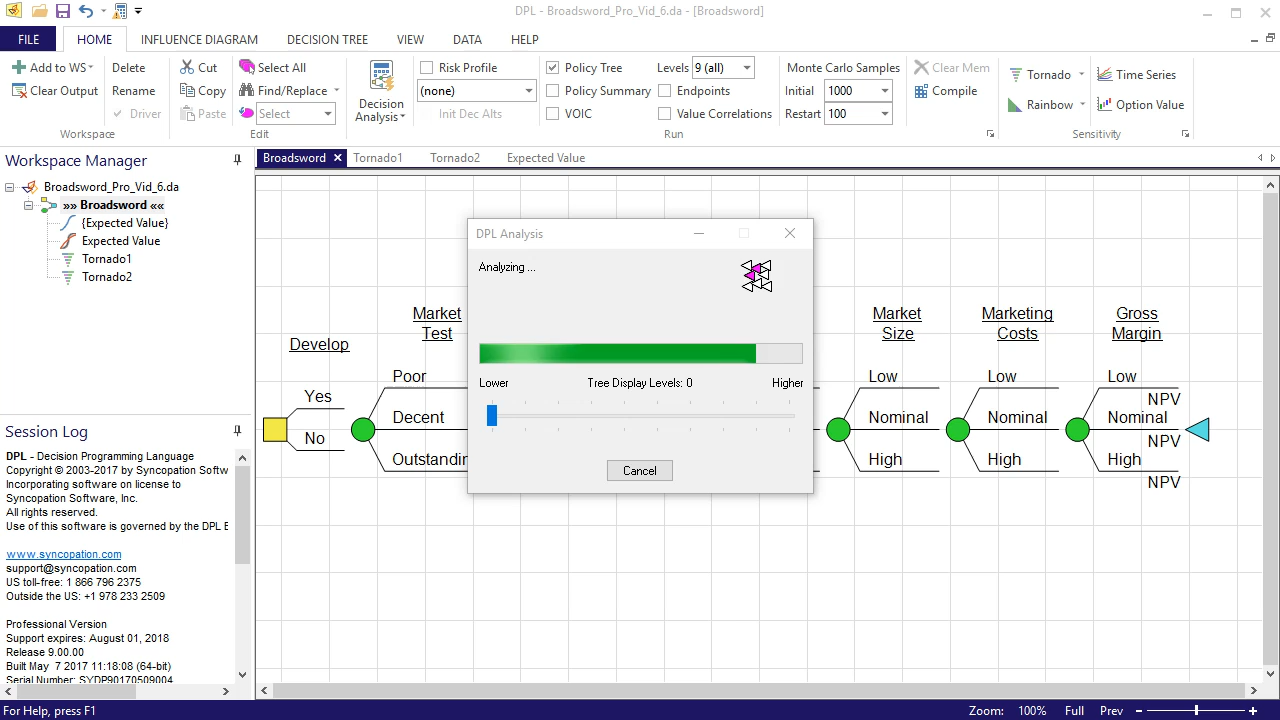 DPL - Broadsword_Pro_Vid_6.da - [Broadsword]
FILE HOME INFLUENCE DIAGRAM DECISION TREE VIEW DATA HELP
Add to WS
Clear Output
Delete
Rename
Driver
Workspace
Cut
Copy
Paste
Select All
Find/Replace
Select
Edit
Decision
Analysis
Risk Profile
(none)
Init Dec Alts
Policy Tree
Policy Summary
VOIC
Levels 9 (all)
Endpoints
Value Correlations
Monte Carlo Samples
Initial 1000
Restart 100
Run
Clear Mem
Compile
Tornado
Rainbow
Time Series
Option Value
Sensitivity
Workspace Manager
Broadsword_Pro_Vid_6.da
»» Broadsword ««
{Expected Value}
Expected Value
Tornado1
Tornado2
Session Log
DPL - Decision Programming Language
Copyright © 2003-2017 by Syncopation Softw
Incorporating software on license to
Syncopation Software, Inc.
All rights reserved.
Use of this software is governed by the DPL E
www.syncopation.com
support@syncopation.com
US toll-free: 1 866 796 2375
Outside the US: +1 978 233 2509
Professional Version
Support expires: August 01, 2018
Release 9.00.00
Built May 7 2017 11:18:08 (64-bit)
Serial Number: SYDP90170509004
Broadsword Tornado1 Tornado2 Expected Value
Develop
Yes
No
Market
Test
Poor
Decent
Outstandin
DPL Analysis
Analyzing ...
Lower Tree Display Levels: 0 Higher
Cancel
Market
Size
Low
Nominal
High
Marketing
Costs
Low
Nominal
High
Gross
Margin
Low
NPV
Nominal
NPV
High
NPV
For Help, press F1
Zoom: 100% Full Prev